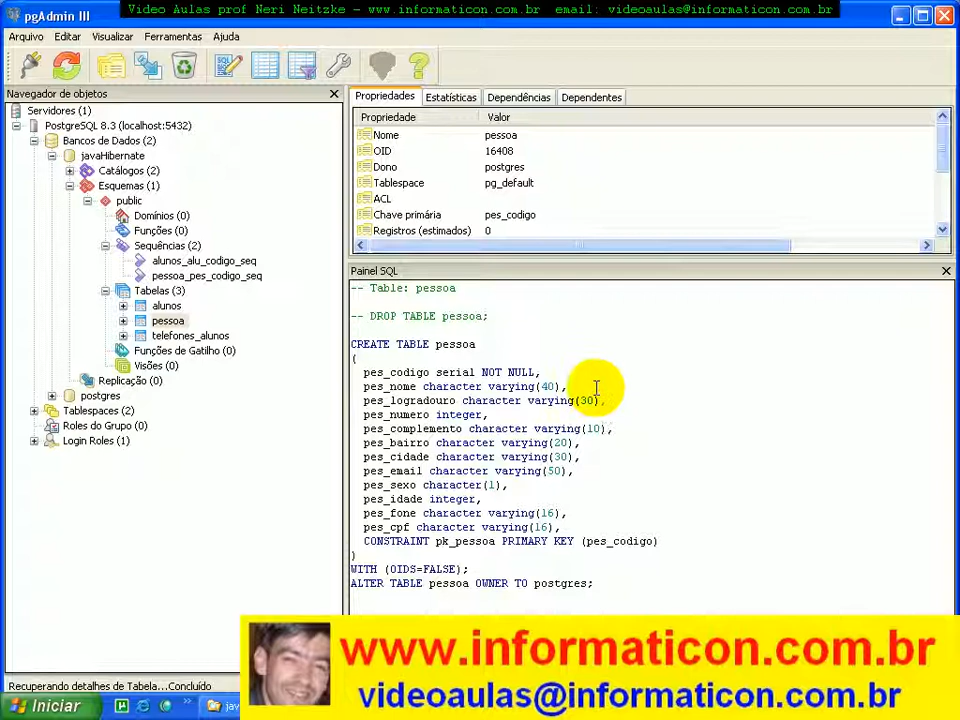 Video Aulas prof Neri Neitzke - www.informaticon.com.br email: videoaulas@informaticon.com.br
pgAdmin III
Arquivo Editar Visualizar Ferramentas Ajuda
Navegador de objetos
Servidores (1)
PostgreSQL 8.3 (localhost:5432)
Bancos de Dados (2)
javaHibernate
Catálogos (2)
Esquemas (1)
public
Domínios (0)
Funções (0)
Sequências (2)
alunos_alu_codigo_seq
pessoa_pes_codigo_seq
Tabelas (3)
alunos
pessoa
telefones_alunos
Funções de Gatilho (0)
Visões (0)
Replicação (0)
postgres
Tablespaces (2)
Roles do Grupo (0)
Login Roles (1)
Propriedades Estatísticas Dependências Dependentes
Propriedade Valor
Nome pessoa
OID 16408
Dono postgres
Tablespace pg_default
ACL
Chave primária pes_codigo
Registros (estimados) 0
Painel SQL
-- Table: pessoa
-- DROP TABLE pessoa;
CREATE TABLE pessoa
(
pes_codigo serial NOT NULL,
pes_nome character varying(40),
pes_logradouro character varying(30),
pes_numero integer,
pes_complemento character varying(10),
pes_bairro character varying(20),
pes_cidade character varying(30),
pes_email character varying(50),
pes_sexo character(1),
pes_idade integer,
pes_fone character varying(16),
pes_cpf character varying(16),
CONSTRAINT pk_pessoa PRIMARY KEY (pes_codigo)
)
WITH (OIDS=FALSE);
ALTER TABLE pessoa OWNER TO postgres;
www.informaticon.com.br
videoaulas@informaticon.com.br
Recuperando detalhes de Tabela...Concluído
Iniciar